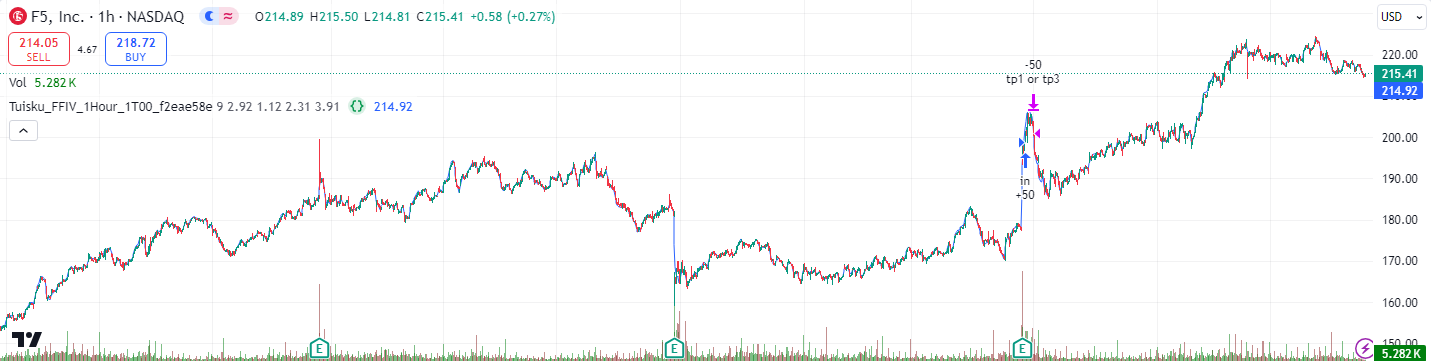 F5, Inc. · 1h · NASDAQ O214.89 H215.50 L214.81 C215.41 +0.58 (+0.27%)
USD
214.05 SELL
4.67
218.72 BUY
Vol 5.282 K
Tuisku_FFIV_1Hour_1T00_f2eae58e 9 2.92 1.12 2.31 3.91 {} 214.92
-50
tp1 or tp3
in
+50
220.00
215.41
214.92
200.00
190.00
180.00
170.00
160.00
5.282 K
E
E
E